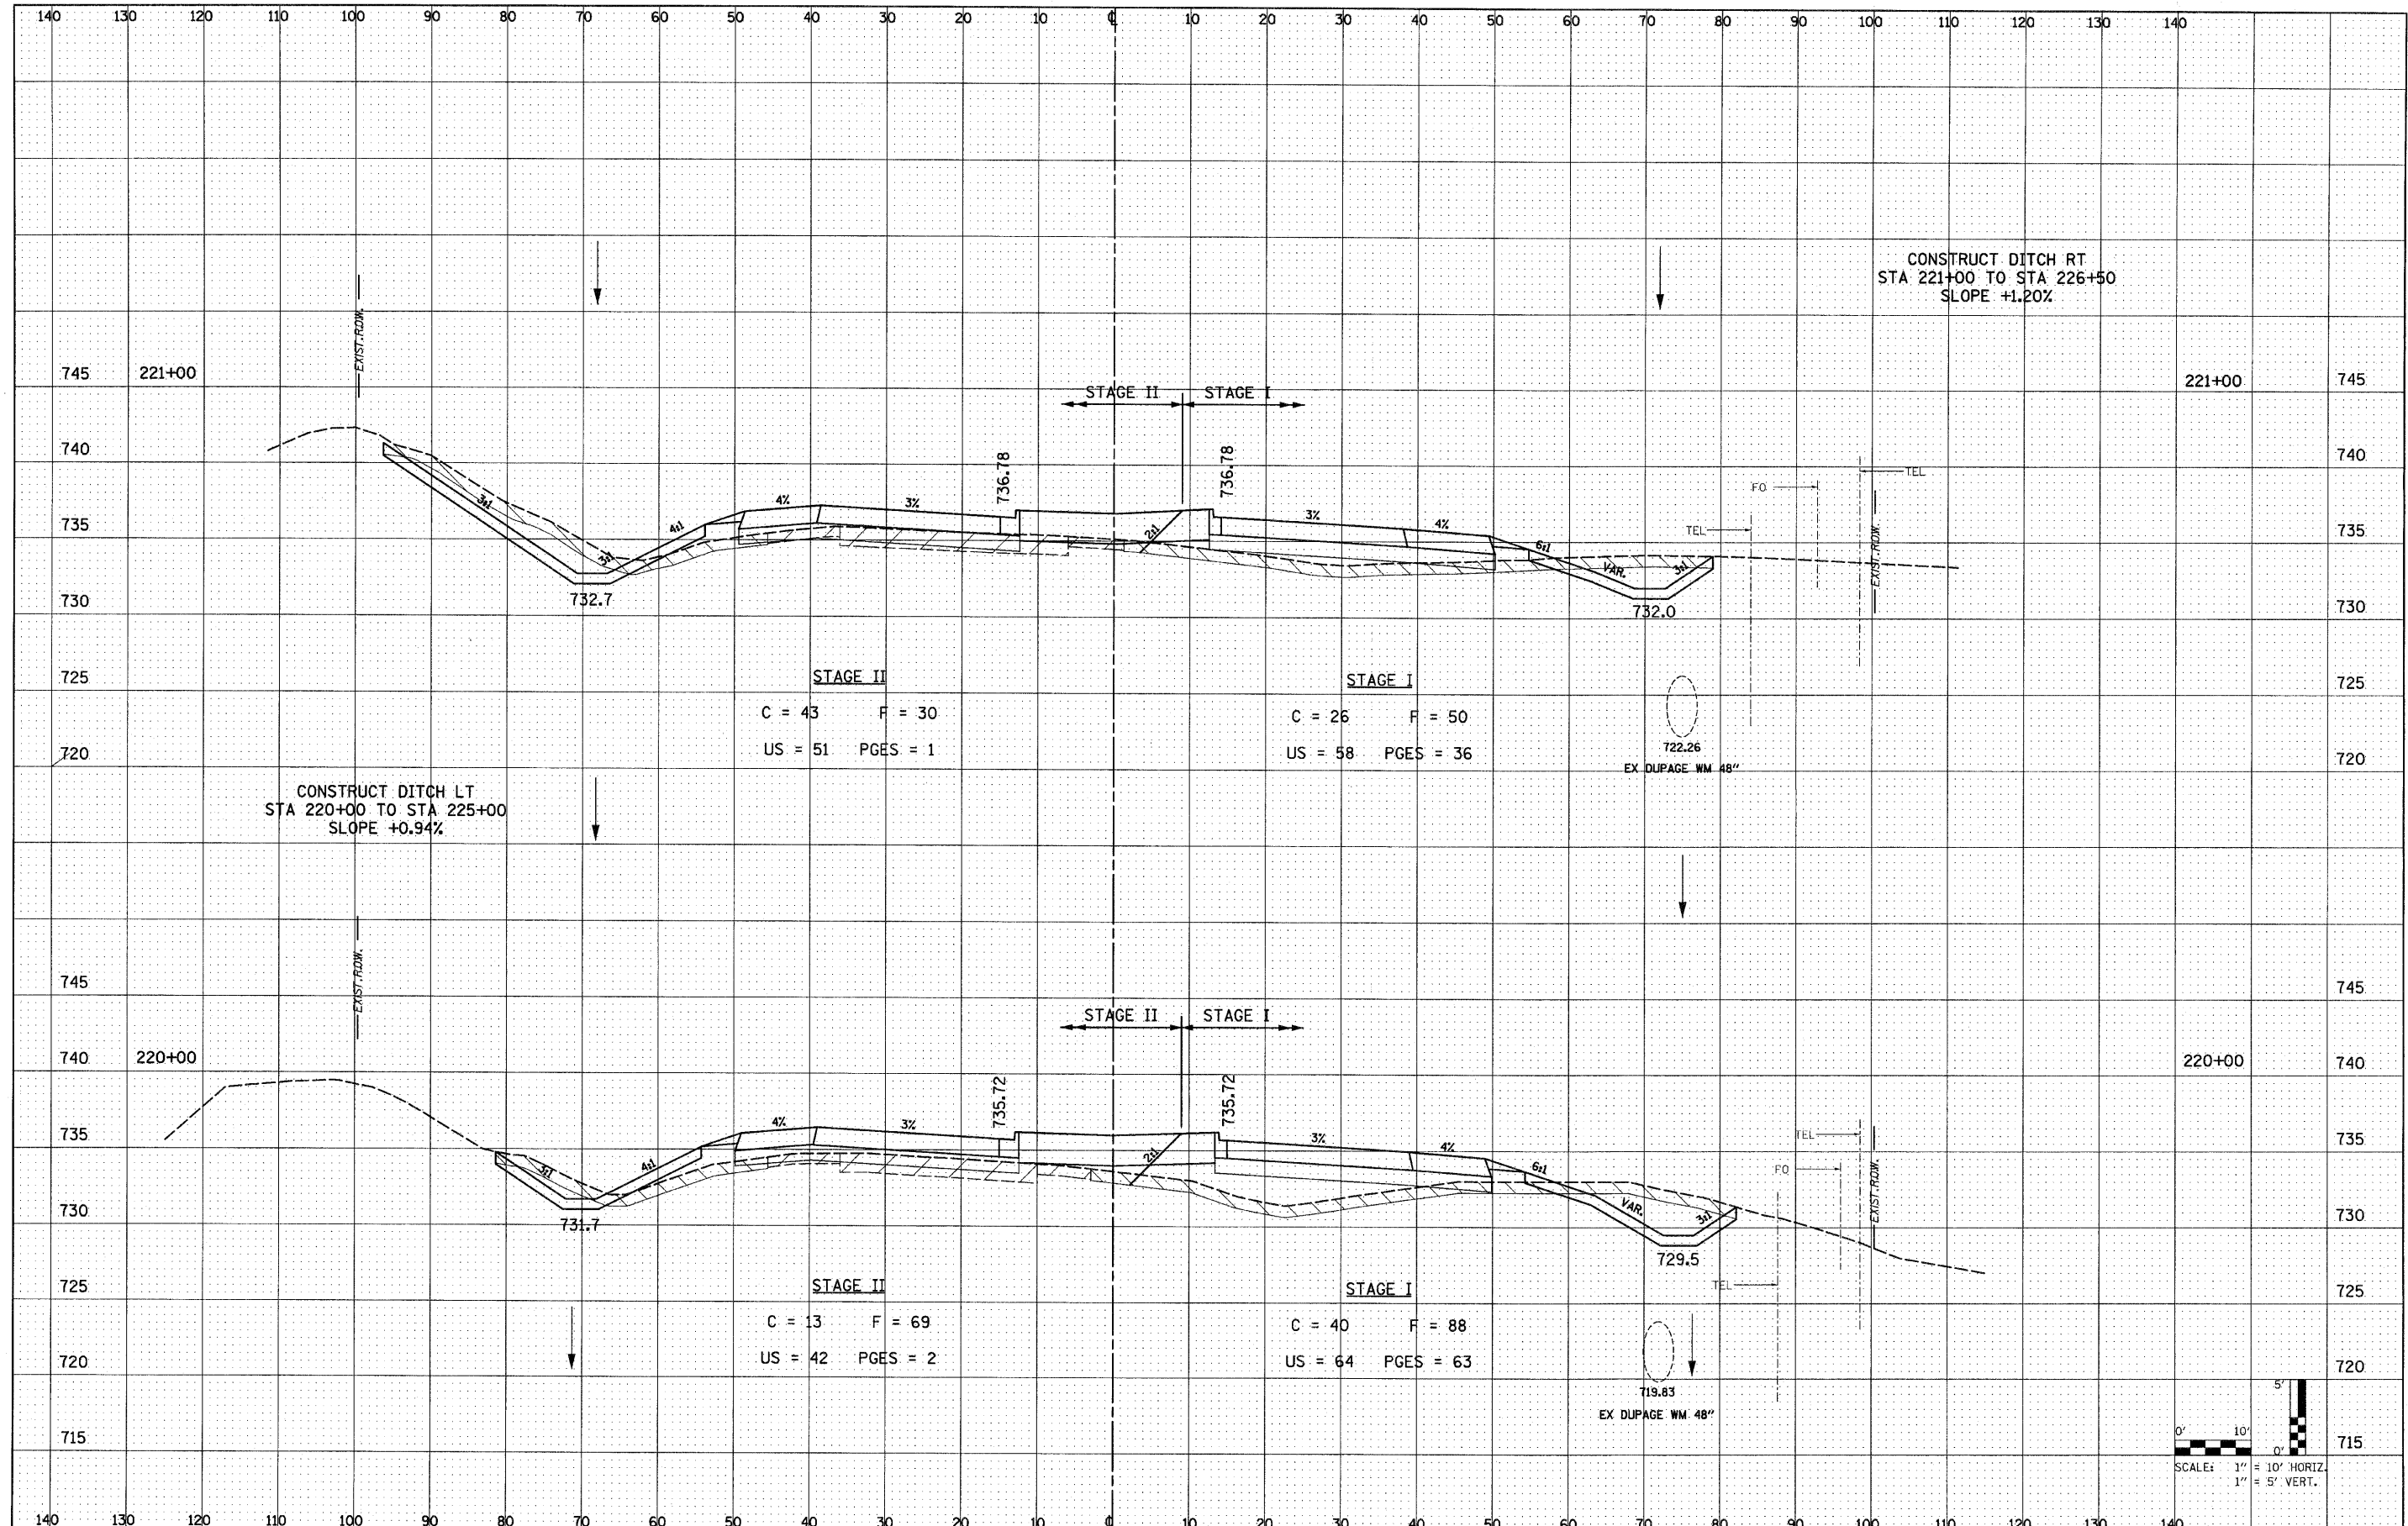 140 130 120 110 100 90 80 70 60 50 40 30 20 10 ℄ 10 20 30 40 50 60 70 80 90 100 110 120 130 140
CONSTRUCT DITCH RT
STA 221+00 TO STA 226+50
SLOPE +1.20%
EXIST. R.O.W.
745 221+00 221+00 745
STAGE II STAGE I
740 736.78 736.78 740
TEL
FO
TEL
EXIST. R.O.W.
735 3:1 3:1 4:1 4% 3% 2:1 3% 4% 6:1 VAR. 3:1 735
730 732.7 732.0 730
725 STAGE II STAGE I 725
C = 43 F = 30 C = 26 F = 50
US = 51 PGES = 1 US = 58 PGES = 36
722.26
EX DUPAGE WM 48"
720 720
CONSTRUCT DITCH LT
STA 220+00 TO STA 225+00
SLOPE +0.94%
EXIST. R.O.W.
745 745
STAGE II STAGE I
740 220+00 220+00 740
735.72 735.72
TEL
FO
EXIST. R.O.W.
735 3:1 4:1 4% 3% 2:1 3% 4% 6:1 VAR. 3:1 735
730 731.7 729.5 730
TEL
725 STAGE II STAGE I 725
C = 13 F = 69 C = 40 F = 88
US = 42 PGES = 2 US = 64 PGES = 63
720 720
719.83
EX DUPAGE WM 48"
715 715
5'
0' 10' 0'
SCALE: 1" = 10' HORIZ.
1" = 5' VERT.
140 130 120 110 100 90 80 70 60 50 40 30 20 10 ℄ 10 20 30 40 50 60 70 80 90 100 110 120 130 140